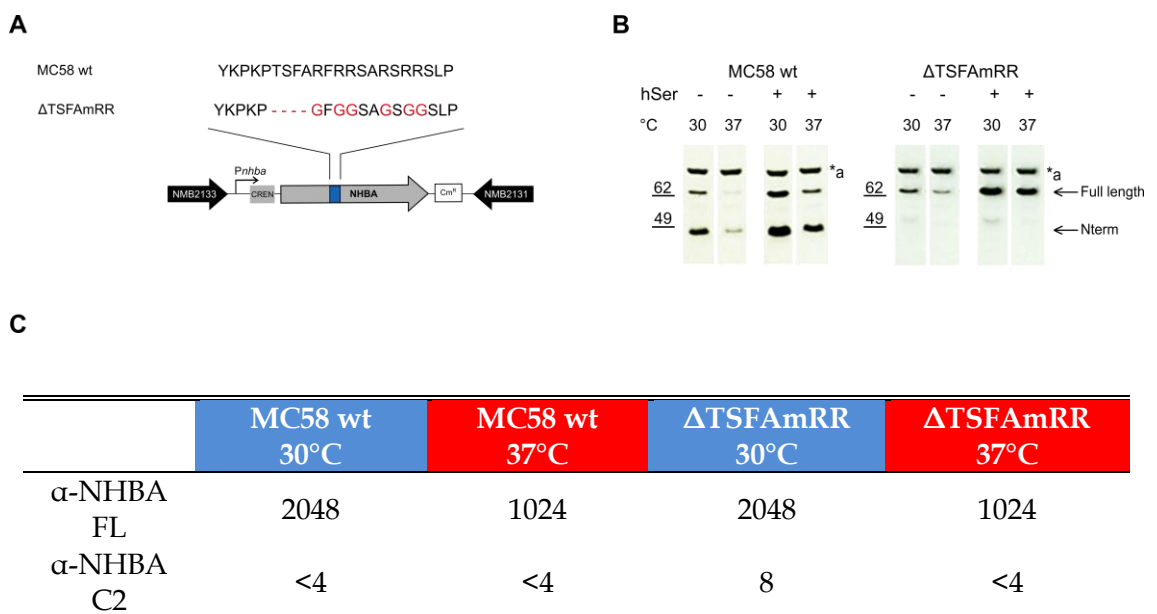 A
MC58 wt YKPKPTSFARFRRSARSRRSLP
ΔTSFAmRR YKPKP - - - - GFGGSAGSGGSLP
Pnhba
NMB2133 CREN NHBA CmR NMB2131
B
MC58 wt ΔTSFAmRR
hSer - - + + - - + +
°C 30 37 30 37 30 37 30 37
*a *a
62 62 Full length
49 49 Nterm
C
MC58 wt 30°C MC58 wt 37°C ΔTSFAmRR 30°C ΔTSFAmRR 37°C
α-NHBA FL 2048 1024 2048 1024
α-NHBA C2 <4 <4 8 <4